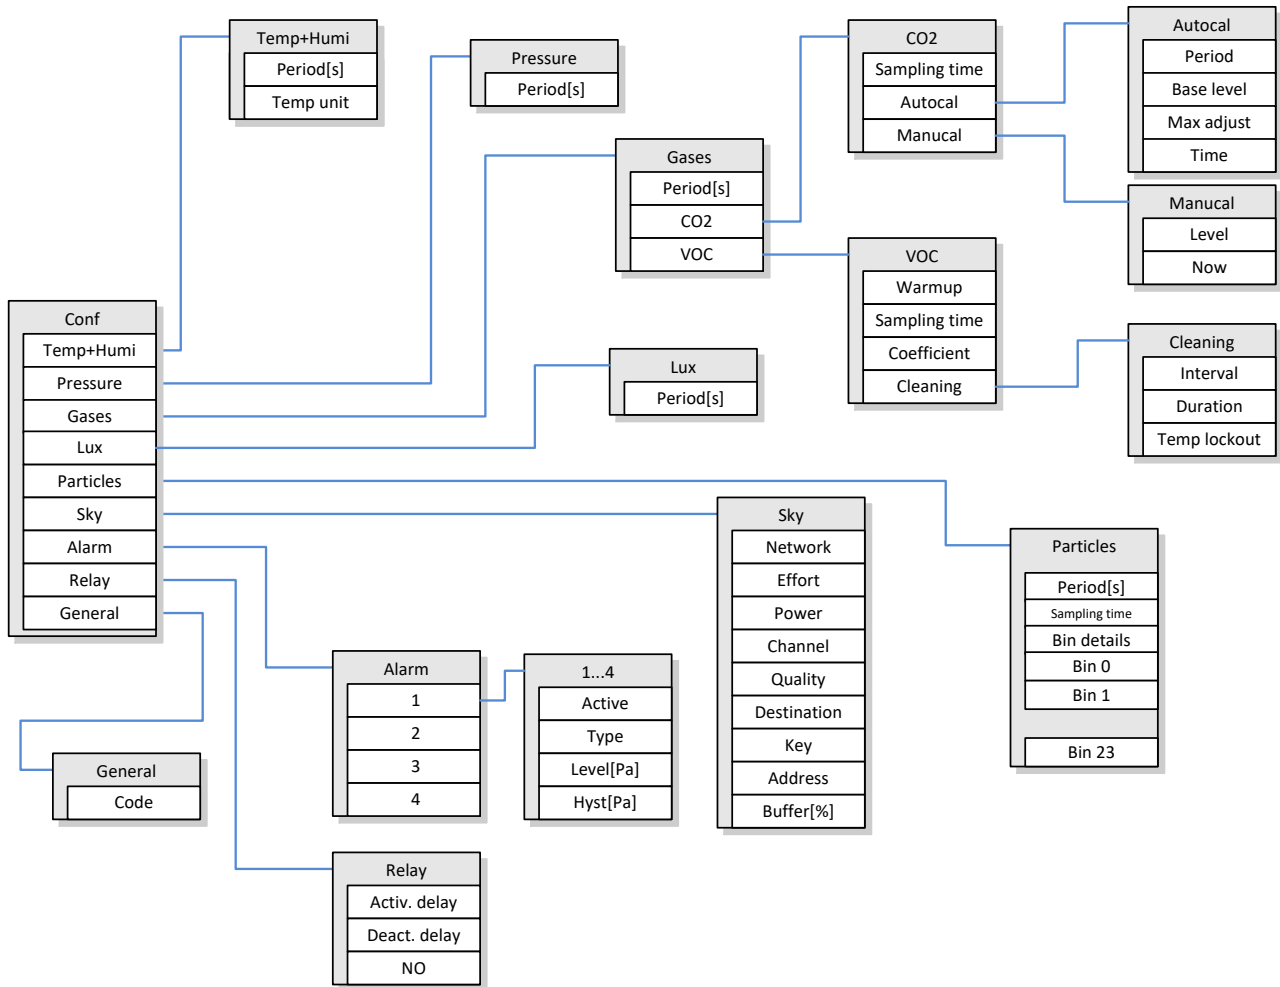 Temp+Humi
Period[s]
Temp unit
Pressure
Period[s]
Gases
Period[s]
CO2
VOC
CO2
Sampling time
Autocal
Manucal
Autocal
Period
Base level
Max adjust
Time
Manucal
Level
Now
VOC
Warmup
Sampling time
Coefficient
Cleaning
Cleaning
Interval
Duration
Temp lockout
Conf
Temp+Humi
Pressure
Gases
Lux
Particles
Sky
Alarm
Relay
General
Lux
Period[s]
Sky
Network
Effort
Power
Channel
Quality
Destination
Key
Address
Buffer[%]
Particles
Period[s]
Sampling time
Bin details
Bin 0
Bin 1
Bin 23
Alarm
1
2
3
4
1...4
Active
Type
Level[Pa]
Hyst[Pa]
General
Code
Relay
Activ. delay
Deact. delay
NO